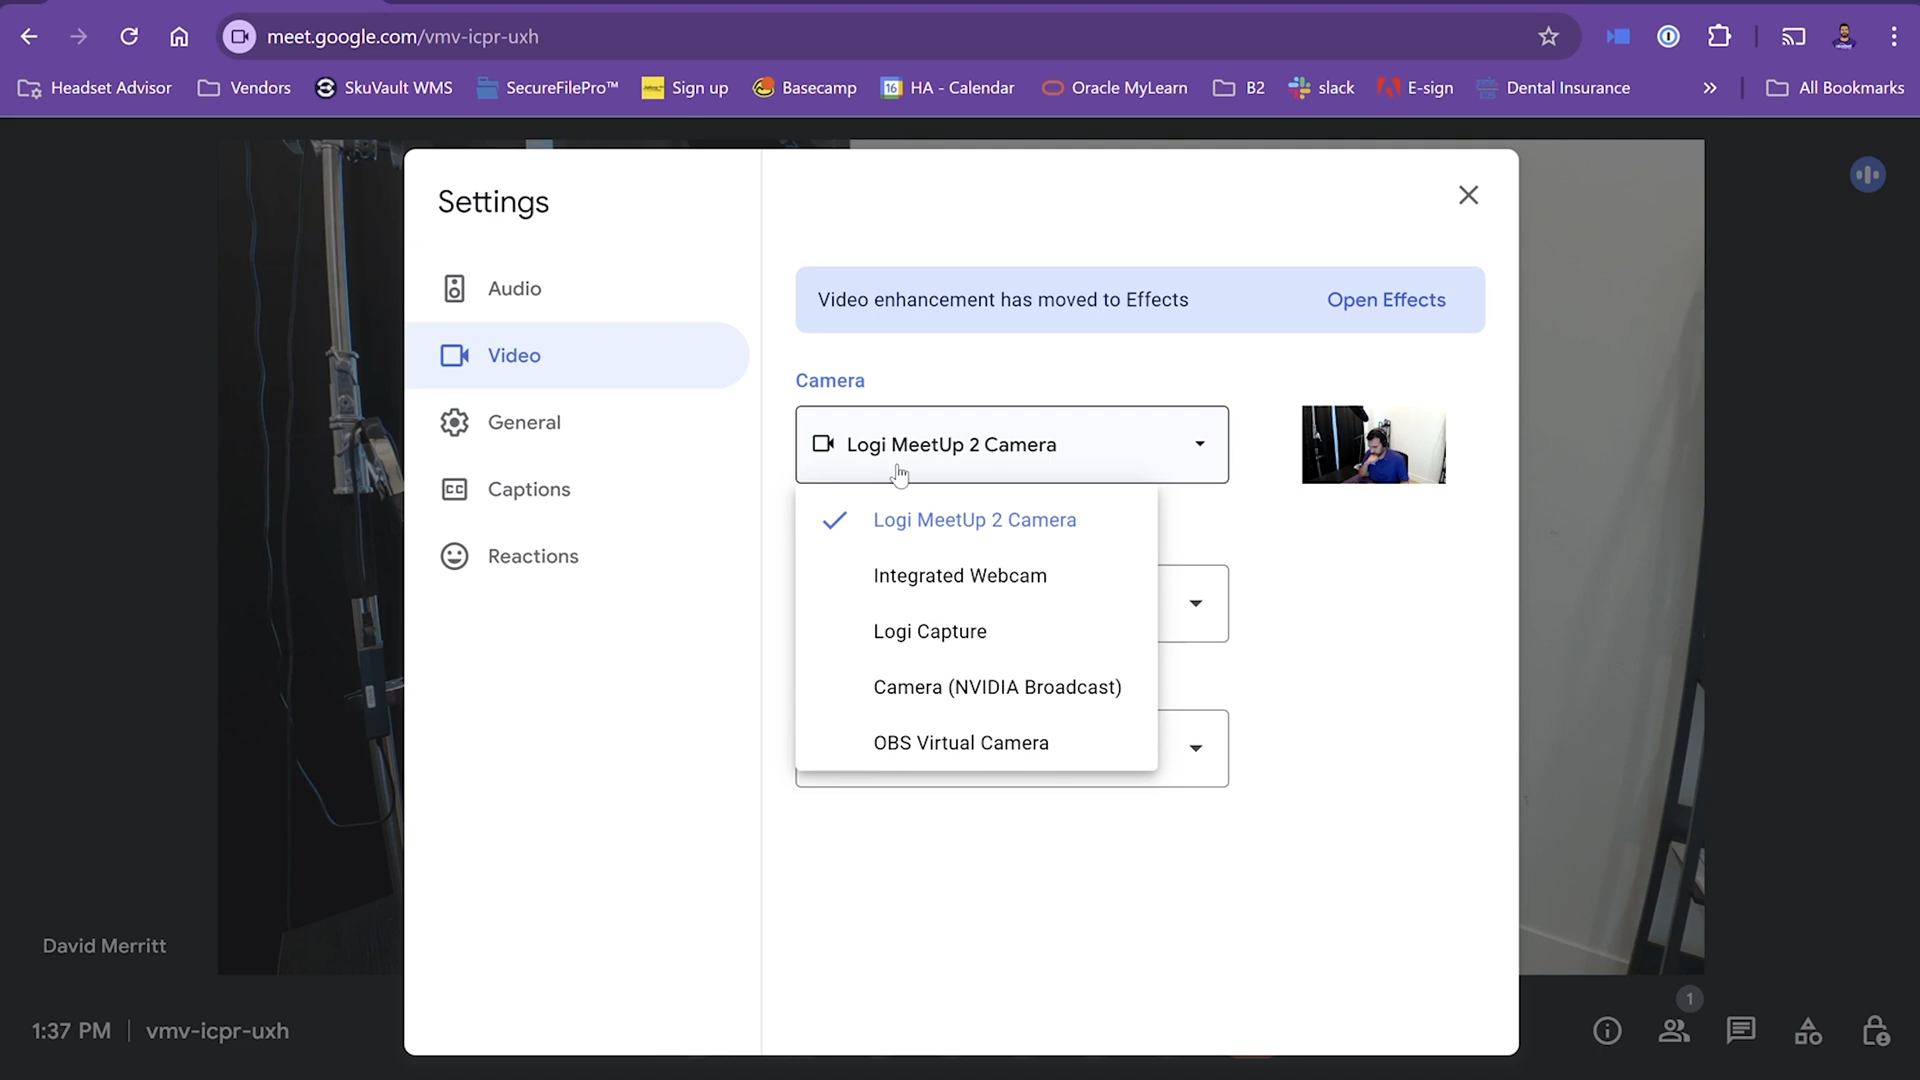 meet.google.com/vmv-icpr-uxh
Headset Advisor
Vendors
SkuVault WMS
SecureFilePro™
Sign up
Basecamp
16
HA - Calendar
Oracle MyLearn
B2
slack
E-sign
Dental Insurance
All Bookmarks
Settings
Audio
Video
General
CC
Captions
Reactions
Video enhancement has moved to Effects
Open Effects
Camera
Logi MeetUp 2 Camera
Logi MeetUp 2 Camera
Integrated Webcam
Logi Capture
Camera (NVIDIA Broadcast)
OBS Virtual Camera
David Merritt
1:37 PM | vmv-icpr-uxh
1